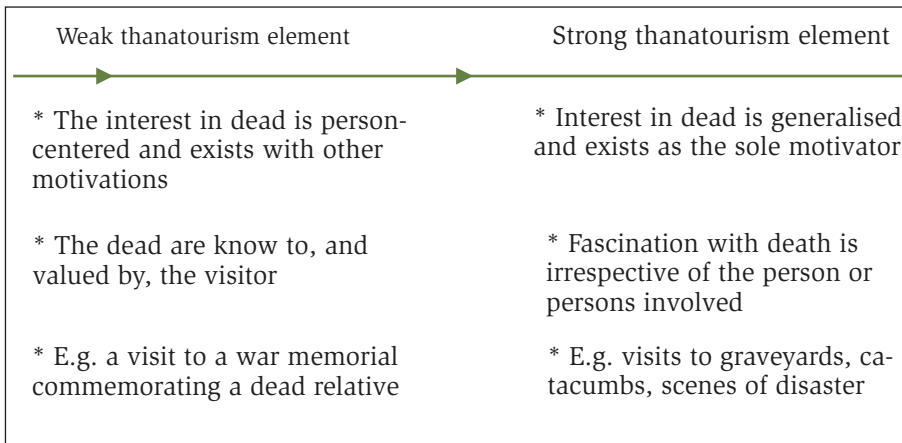 Weak thanatourism element
Strong thanatourism element
* The interest in dead is person-
centered and exists with other
motivations
* Interest in dead is generalised
and exists as the sole motivator
* The dead are know to, and
valued by, the visitor
* Fascination with death is
irrespective of the person or
persons involved
* E.g. a visit to a war memorial
commemorating a dead relative
* E.g. visits to graveyards, ca-
tacumbs, scenes of disaster